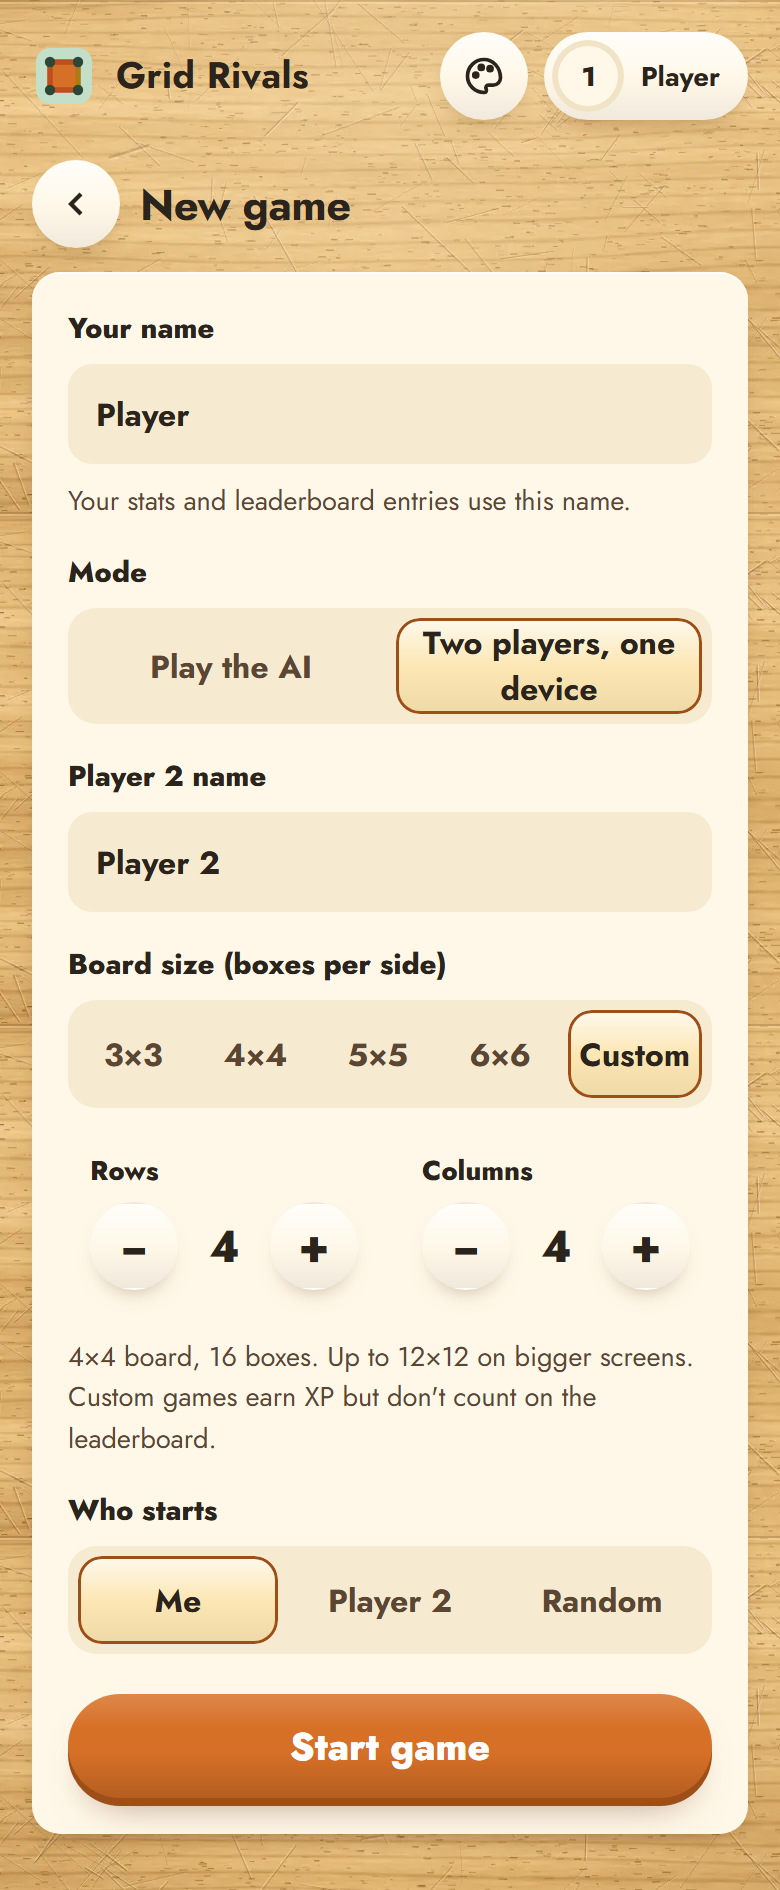 Grid Rivals
1 Player
New game
Your name
Player
Your stats and leaderboard entries use this name.
Mode
Play the AI
Two players, one
device
Player 2 name
Player 2
Board size (boxes per side)
3×3 4×4 5×5 6×6 Custom
Rows Columns
– 4 + – 4 +
4×4 board, 16 boxes. Up to 12×12 on bigger screens.
Custom games earn XP but don't count on the
leaderboard.
Who starts
Me Player 2 Random
Start game